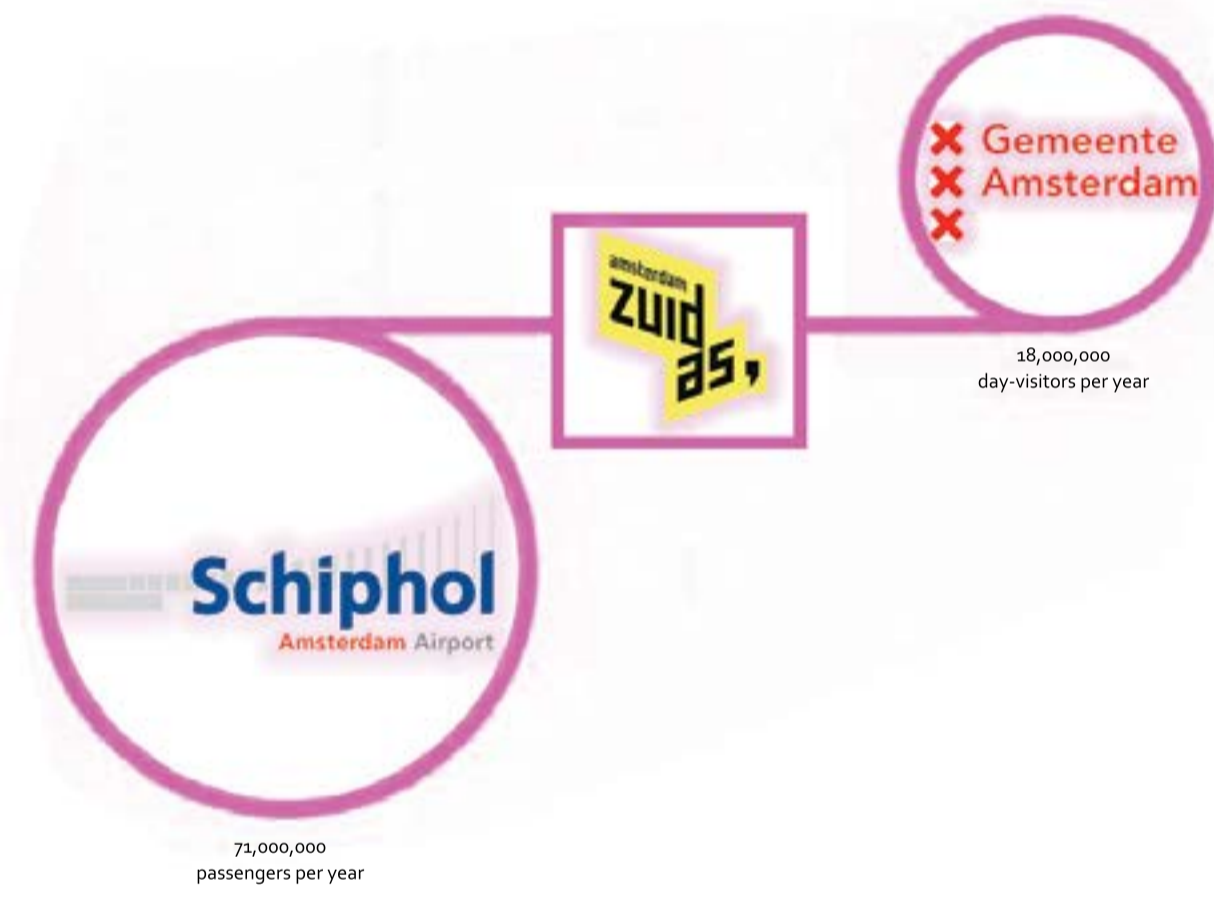 Gemeente
Amsterdam
amsterdam
zuid
as,
18,000,000
day-visitors per year
Schiphol
Amsterdam Airport
71,000,000
passengers per year